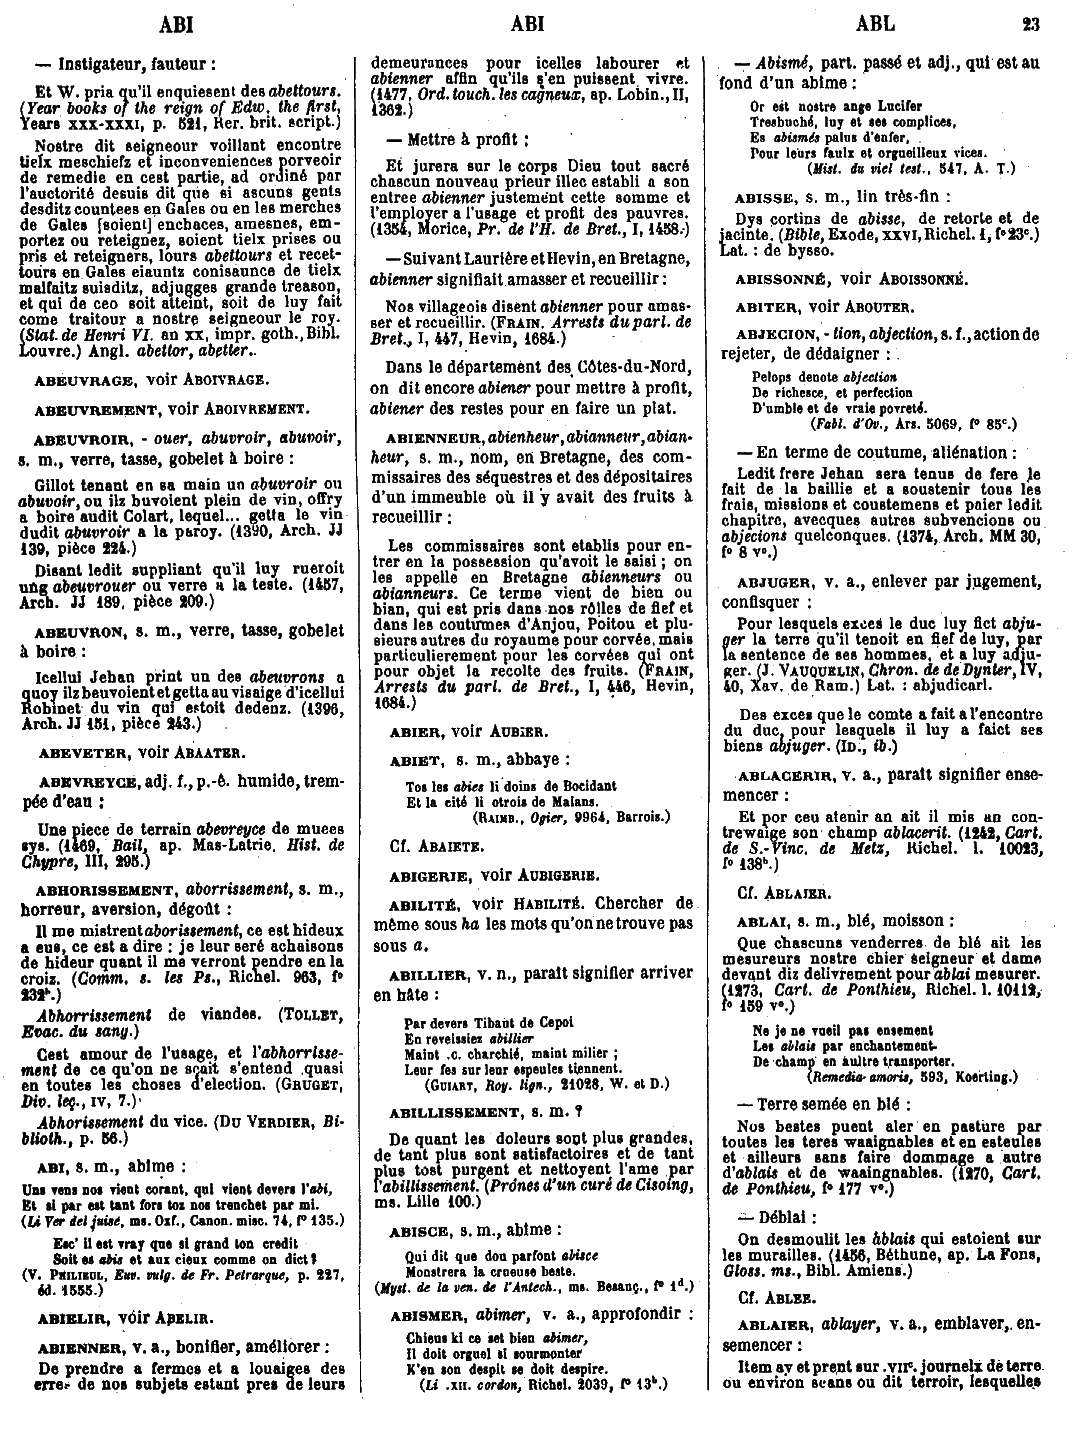 ABI
ABI
ABL
23
— Instigateur, fauteur :
Et W. pria qu'il enquiesent des abettours.
(Year books of the reign of Edw. the first,
Years XXX-XXXI, p. 521, Rer. brit. script.)
Nostre dit seigneour voillant encontre
tielx meschiefz et inconveniences porveoir
de remedie en cest partie, ad ordiné par
l'auctorité desuis dit que si ascuns gents
desditz countees en Gales ou en les merches
de Gales [soient] enchaces, amesnes, em-
portez ou reteignez, soient tielx prises ou
pris et reteigners, lours abettours et recet-
tours en Gales eiauntz conisaunce de tielx
malfaitz suisditz, adjugges grande treason,
et qui de ceo soit atteint, soit de luy fait
come traitour a nostre seigneour le roy.
(Stat. de Henri VI. an XX, impr. goth., Bibl.
Louvre.) Angl. abettor, abetter..
ABEUVRAGE, voir ABOIVRAGE.
ABEUVREMENT, voir ABOIVREMENT.
ABEUVROIR, - ouer, abuvroir, abuvoir,
s. m., verre, tasse, gobelet à boire :
Gillot tenant en sa main un abuvroir ou
abuvoir, ou ilz buvoient plein de vin, offry
a boire audit Colart, lequel... getta le vin
dudit abuvroir a la paroy. (1390, Arch. JJ
139, pièce 224.)
Disant ledit suppliant qu'il luy rueroit
ung abeuvrouer ou verre a la teste. (1457,
Arch. JJ 189, pièce 209.)
ABEUVRON, s. m., verre, tasse, gobelet
à boire :
Icellui Jehan print un des abeuvrons a
quoy ilz beuvoient et getta au visaige d'icellui
Robinet du vin qui estoit dedenz. (1396,
Arch. JJ 151, pièce 243.)
ABEVETER, voir ABAATER.
ABEVREYCE, adj. f., p.-ê. humide, trem-
pée d'eau :
Une piece de terrain abevreyce de muees
sys. (1469, Bail, ap. Mas-Latrie, Hist. de
Chypre, III, 295.)
ABHORISSEMENT, aborrissement, s. m.,
horreur, aversion, dégoût :
Il me mistrent aborissement, ce est hideux
a eus, ce est a dire : je leur seré achaisons
de hideur quant il me verront pendre en la
croiz. (Comm. s. les Ps., Richel. 963, fº
232ᵇ.)
Abhorrissement de viandes. (TOLLET,
Evac. du sang.)
Cest amour de l'usage, et l'abhorrisse-
ment de ce qu'on ne sçait s'entend quasi
en toutes les choses d'election. (GRUGET,
Div. leç., IV, 7.)
Abhorissement du vice. (DU VERDIER, Bi-
blioth., p. 56.)
ABI, s. m., abîme :
Uns vens nos vient corant, qui vient devers l'abi,
Et si par est tant fors toz nos trenchet par mi.
(Li Ver del juise, ms. Oxf., Canon. misc. 74, fº 135.)
Esc' il est vray que si grand ton credit
Soit es abis et aux cieux comme on dict ?
(V. PHILIEUL, Euv. vulg. de Fr. Petrarque, p. 227,
éd. 1555.)
ABIELIR, voir ABELIR.
ABIENNER, v. a., bonifier, améliorer :
De prendre a fermes et a louaiges des
erres de nos subjets estant pres de leurs
demeurances pour icelles labourer et
abienner affin qu'ils s'en puissent vivre.
(1477, Ord. touch. les cagneux, ap. Lobin., II,
1362.)
— Mettre à profit :
Et jurera sur le corps Dieu tout sacré
chascun nouveau prieur illec establi a son
entree abienner justement cette somme et
l'employer a l'usage et profit des pauvres.
(1354, Morice, Pr. de l'H. de Bret., I, 1458.)
— Suivant Laurière et Hevin, en Bretagne,
abienner signifiait amasser et recueillir :
Nos villageois disent abienner pour amas-
ser et recueillir. (FRAIN, Arrests du parl. de
Bret., I, 447, Hevin, 1684.)
Dans le département des Côtes-du-Nord,
on dit encore abiener pour mettre à profit,
abiener des restes pour en faire un plat.
ABIENNEUR, abienheur, abianneur, abian-
heur, s. m., nom, en Bretagne, des com-
missaires des séquestres et des dépositaires
d'un immeuble où il y avait des fruits à
recueillir :
Les commissaires sont etablis pour en-
trer en la possession qu'avoit le saisi ; on
les appelle en Bretagne abienneurs ou
abianneurs. Ce terme vient de bien ou
bian, qui est pris dans nos rôlles de fief et
dans les coutumes d'Anjou, Poitou et plu-
sieurs autres du royaume pour corvée, mais
particulierement pour les corvées qui ont
pour objet la récolte des fruits. (FRAIN,
Arrests du parl. de Bret., I, 446, Hevin,
1684.)
ABIER, voir AUBIER.
ABIET, s. m., abbaye :
Tos les abies li doins de Bocidant
Et la cité li otrois de Malans.
(RAIMB., Ogier, 9964, Barrois.)
Cf. ABAIETE.
ABIGERIE, voir AUBIGERIE.
ABILITÉ, voir HABILITÉ. Chercher de
même sous ha les mots qu'on ne trouve pas
sous a.
ABILLIER, v. n., paraît signifier arriver
en hâte :
Par devers Tibaut de Cepoi
En reveissiez abillier
Maint .c. charchié, maint milier ;
Leur fes sur leur espeules tiennent.
(GUIART, Roy. lign., 21028, W. et D.)
ABILLISSEMENT, s. m. ?
De quant les doleurs sont plus grandes,
de tant plus sont satisfactoires et de tant
plus tost purgent et nettoyent l'ame par
l'abillissement. (Prônes d'un curé de Cisoing,
ms. Lille 100.)
ABISCE, s. m., abîme :
Qui dit que dou parfont abisce
Monstrera la crueuse beste.
(Myst. de la ven. de l'Antech., ms. Besanç., fº 1ᵈ.)
ABISMER, abimer, v. a., approfondir :
Chieus ki ce set bien abimer,
Il doit orguel si sourmonter
K'en son despit se doit despire.
(Li .XII. cordon, Richel. 2039, fº 13ᵇ.)
— Abismé, part. passé et adj., qui est au
fond d'un abîme :
Or est nostre ange Lucifer
Tresbuché, luy et ses complices,
Es abismés palus d'enfer,
Pour leurs faulx et orgueilleux vices.
(Mist. du viel test., 547, A. T.)
ABISSE, s. m., lin très-fin :
Dys cortins de abisse, de retorte et de
jacinte. (Bible, Exode, XXVI, Richel. 1, fº 23ᶜ.)
Lat. : de bysso.
ABISSONNÉ, voir ABOISSONNÉ.
ABITER, voir ABOUTER.
ABJECION, - tion, abjection, s. f., action de
rejeter, de dédaigner :
Pelops denote abjection
De richesce, et perfection
D'umble et de vraie povreté.
(Fabl. d'Ov., Ars. 5069, fº 85ᶜ.)
— En terme de coutume, aliénation :
Ledit frere Jehan sera tenus de fere le
fait de la baillie et a soustenir tous les
frais, missions et coustemens et paier ledit
chapitre, avecques autres subvencions ou
abjecions quelconques. (1374, Arch. MM 30,
fº 8 vº.)
ABJUGER, v. a., enlever par jugement,
confisquer :
Pour lesquels exces le duc luy fict abju-
ger la terre qu'il tenoit en fief de luy, par
la sentence de ses hommes, et a luy adju-
ger. (J. VAUQUELIN, Chron. de de Dynter, IV,
40, Xav. de Ram.) Lat. : abjudicari.
Des exces que le comte a fait a l'encontre
du duc, pour lesquels il luy a faict ses
biens abjuger. (ID., ib.)
ABLACERIR, v. a., paraît signifier ense-
mencer :
Et por ceu atenir an ait il mis an con-
trewaige son champ ablacerit. (1242, Cart.
de S.-Vinc. de Metz, Richel. l. 10023,
fº 138ᵇ.)
Cf. ABLAIER.
ABLAI, s. m., blé, moisson :
Que chascuns venderres de blé ait les
mesureurs nostre chier seigneur et dame
devant diz delivrement pour ablai mesurer.
(1273, Cart. de Ponthieu, Richel. l. 10112,
fº 159 vº.)
Ne je ne vueil pas ensement
Les ablais par enchantement
De champ en aultre transporter.
(Remedia amoris, 593, Koerting.)
— Terre semée en blé :
Nos bestes puent aler en pasture par
toutes les teres waaignables et en esteules
et ailleurs sans faire dommage a autre
d'ablais et de waaingnables. (1270, Cart.
de Ponthieu, fº 177 vº.)
— Déblai :
On desmoulit les ablais qui estoient sur
les murailles. (1456, Béthune, ap. La Fons,
Gloss. ms., Bibl. Amiens.)
Cf. ABLEE.
ABLAIER, ablayer, v. a., emblaver, en-
semencer :
Item ay et prent sur .VIIᶜ. journelx de terre
ou environ seans ou dit terroir, lesquelles